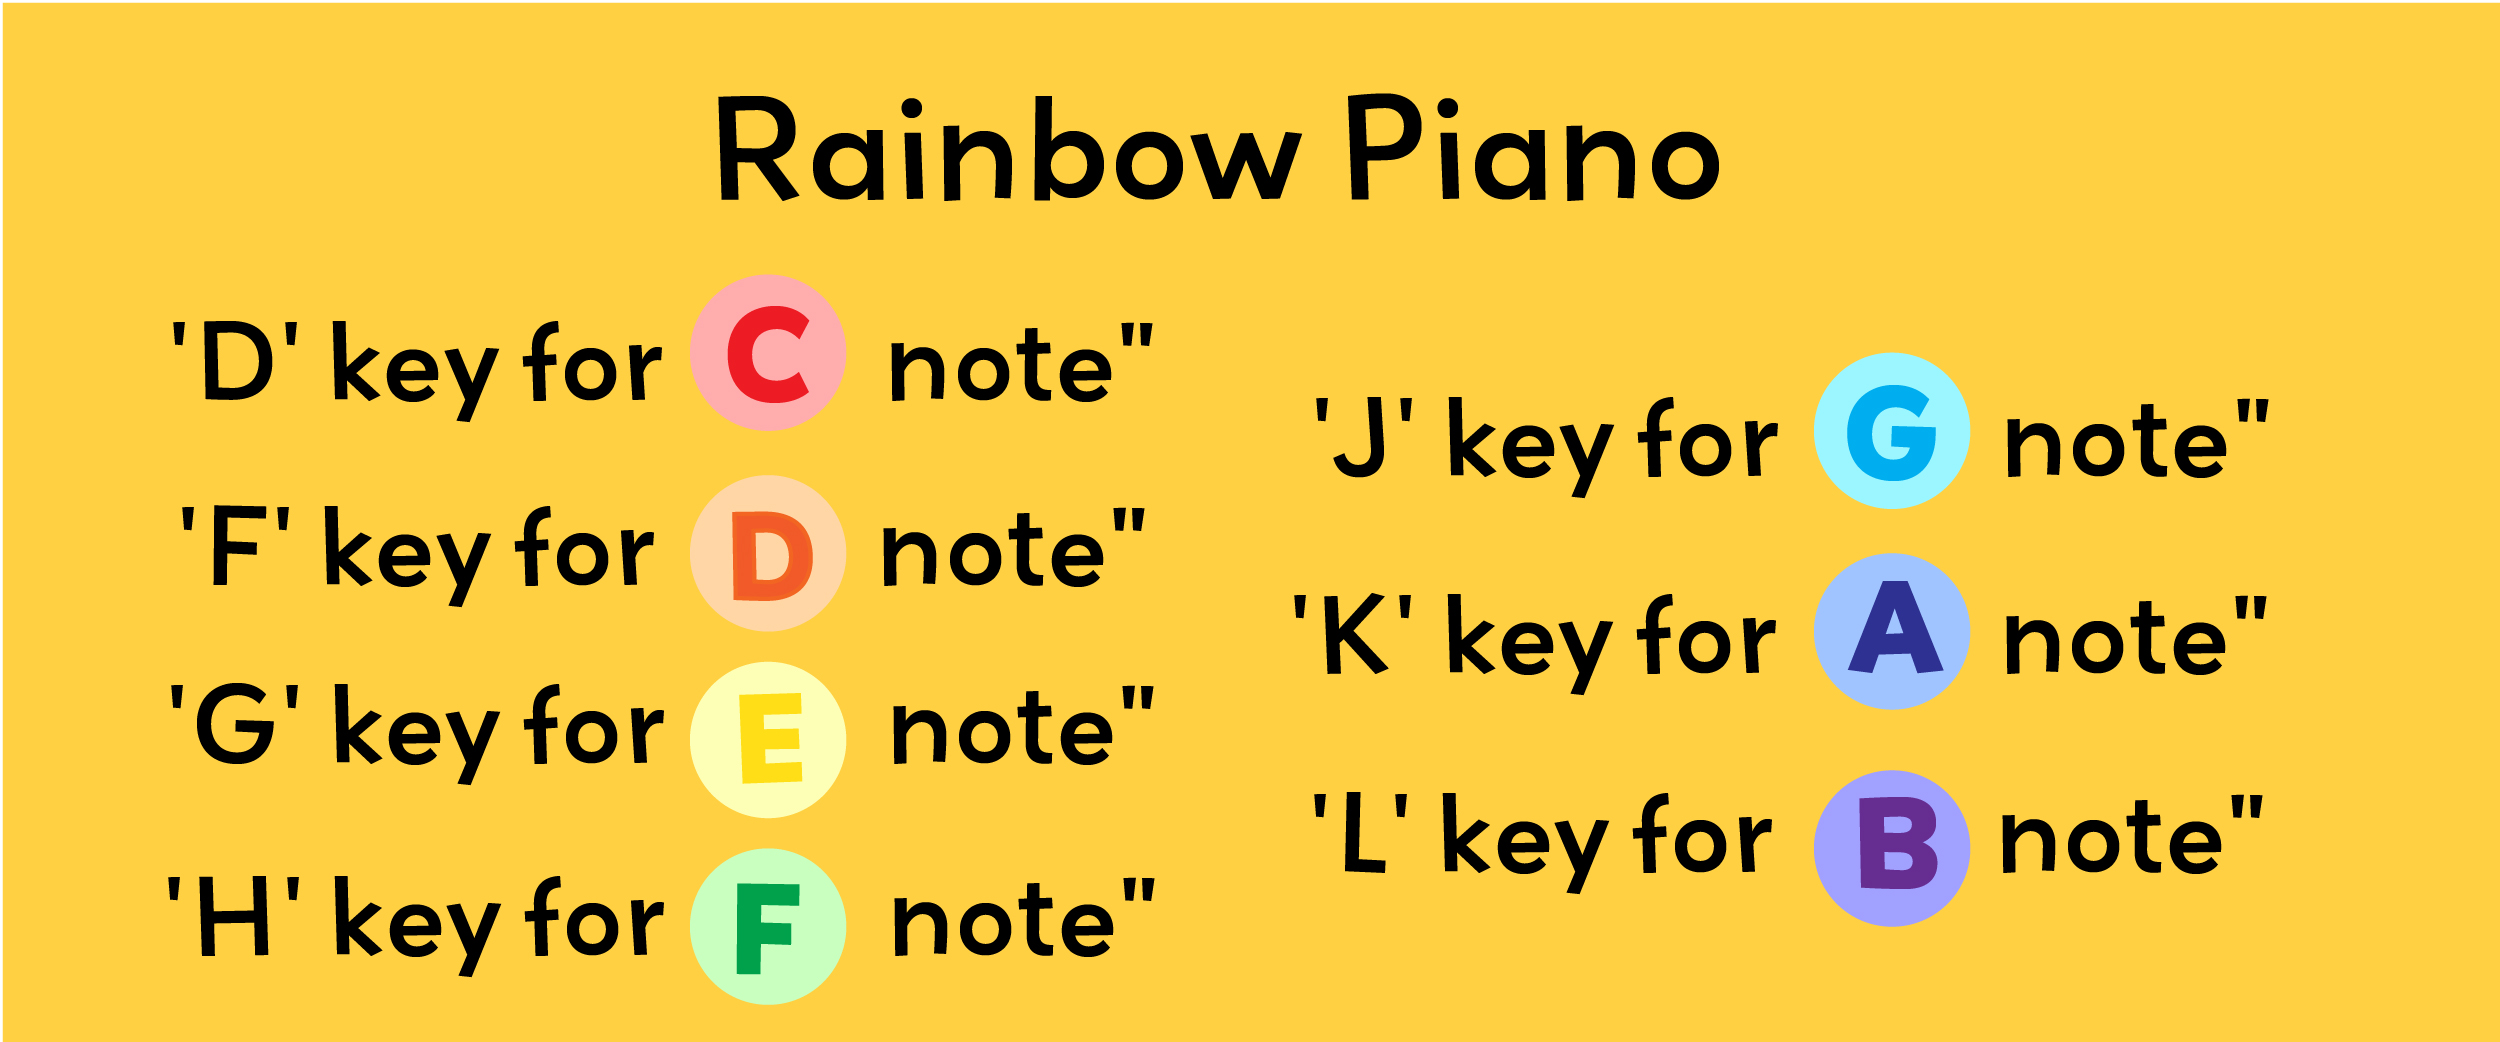 Rainbow Piano
'D' key for C note"
'F' key for D note"
'G' key for E note"
'H' key for F note"
'J' key for G note"
'K' key for A note"
'L' key for B note"